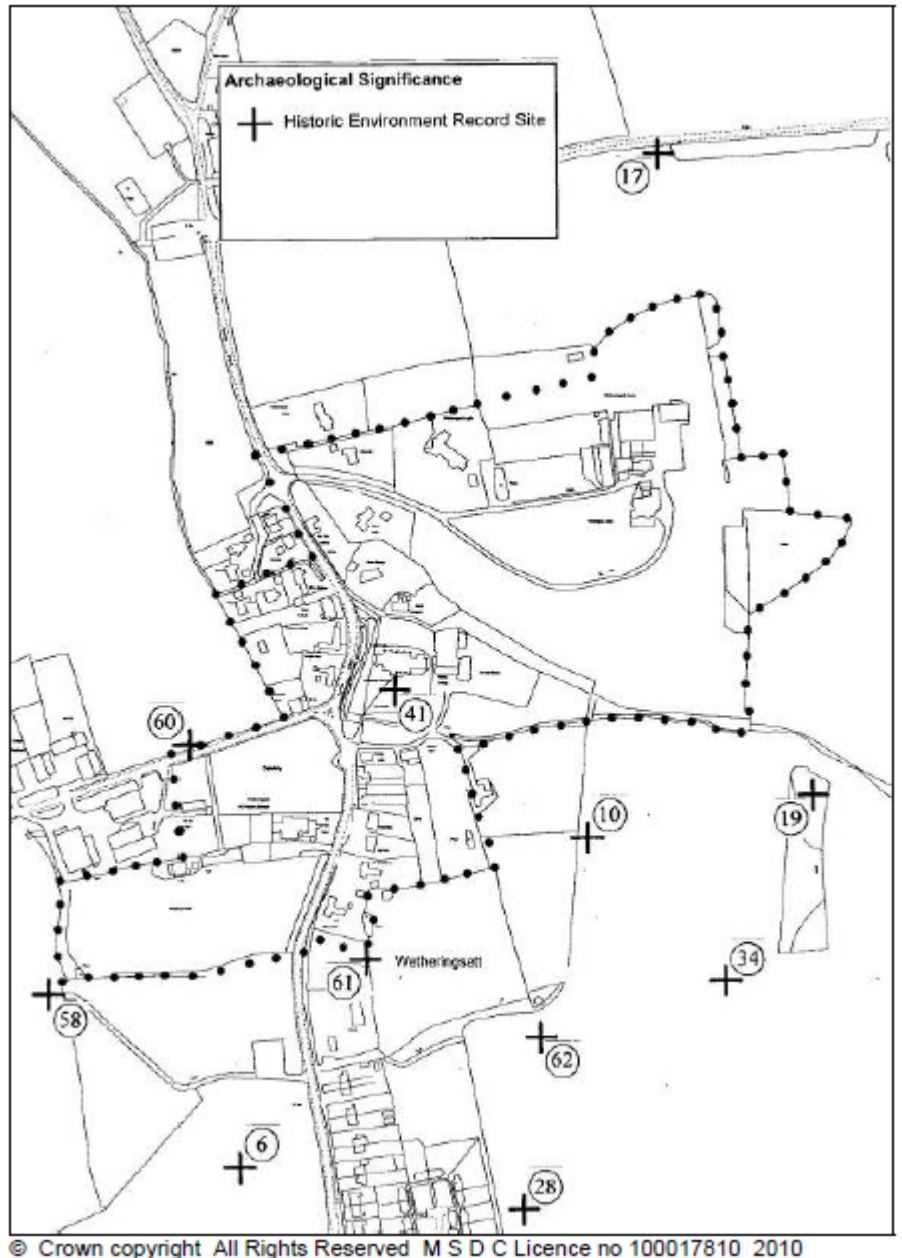 Archaeological Significance
Historic Environment Record Site
17
60
41
10
19
34
61
Wetheringsett
58
62
6
28
© Crown copyright All Rights Reserved M S D C Licence no 100017810 2010